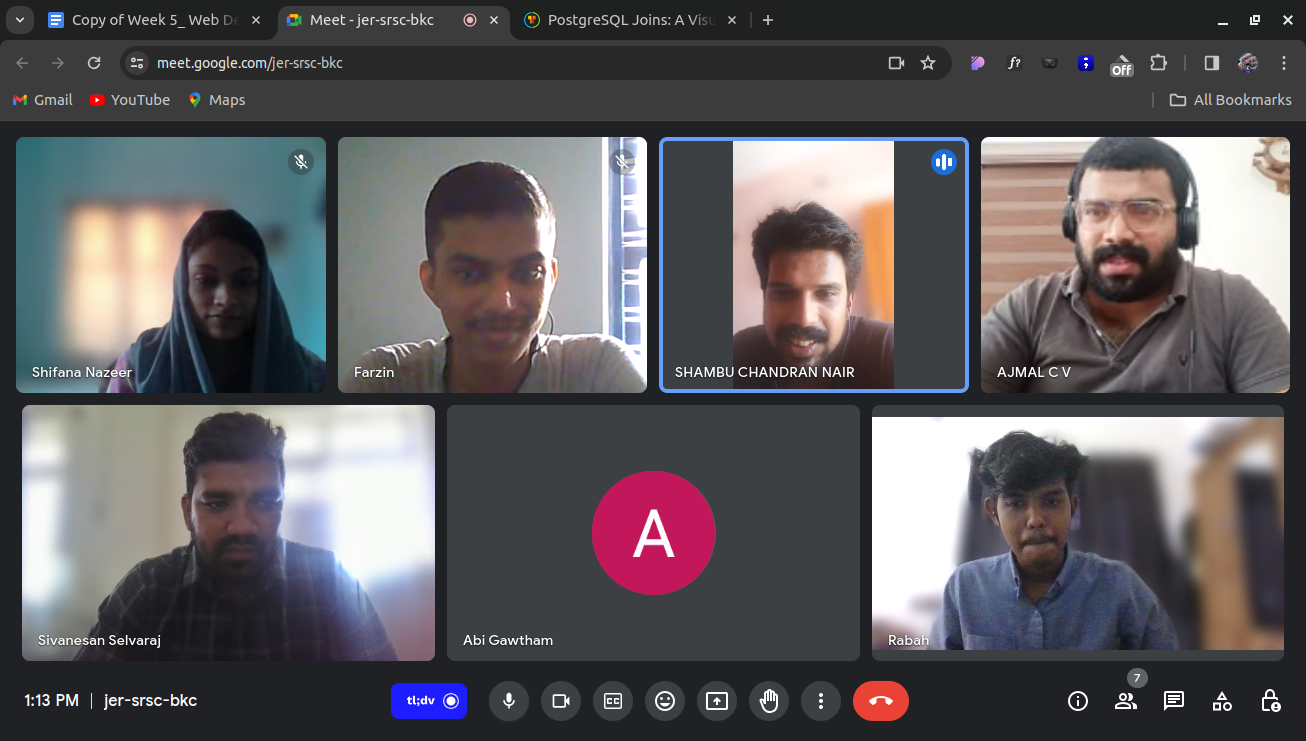 Copy of Week 5_ Web De
Meet - jer-srsc-bkc
PostgreSQL Joins: A Visu
meet.google.com/jer-srsc-bkc
f?
Off
Gmail
YouTube
Maps
All Bookmarks
Shifana Nazeer
Farzin
SHAMBU CHANDRAN NAIR
AJMAL C V
Sivanesan Selvaraj
A
Abi Gawtham
Rabah
1:13 PM | jer-srsc-bkc
tl;dv
CC
7